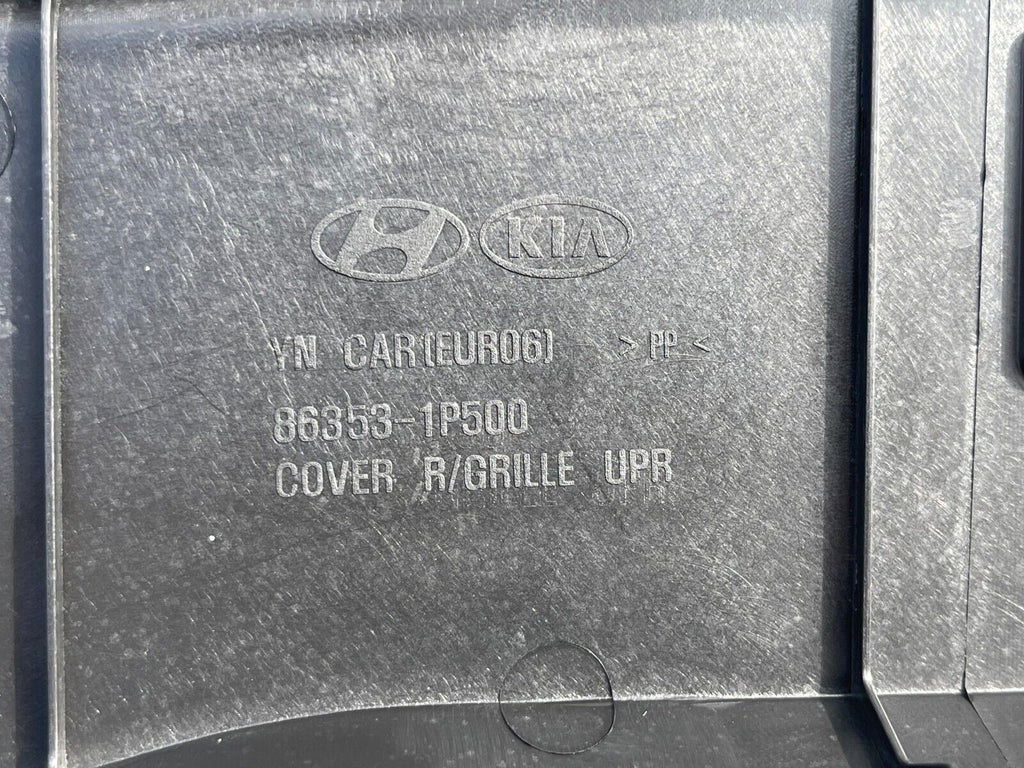 KIA
YN CAR(EURO6) > PP <
86353-1P500
COVER R/GRILLE UPR